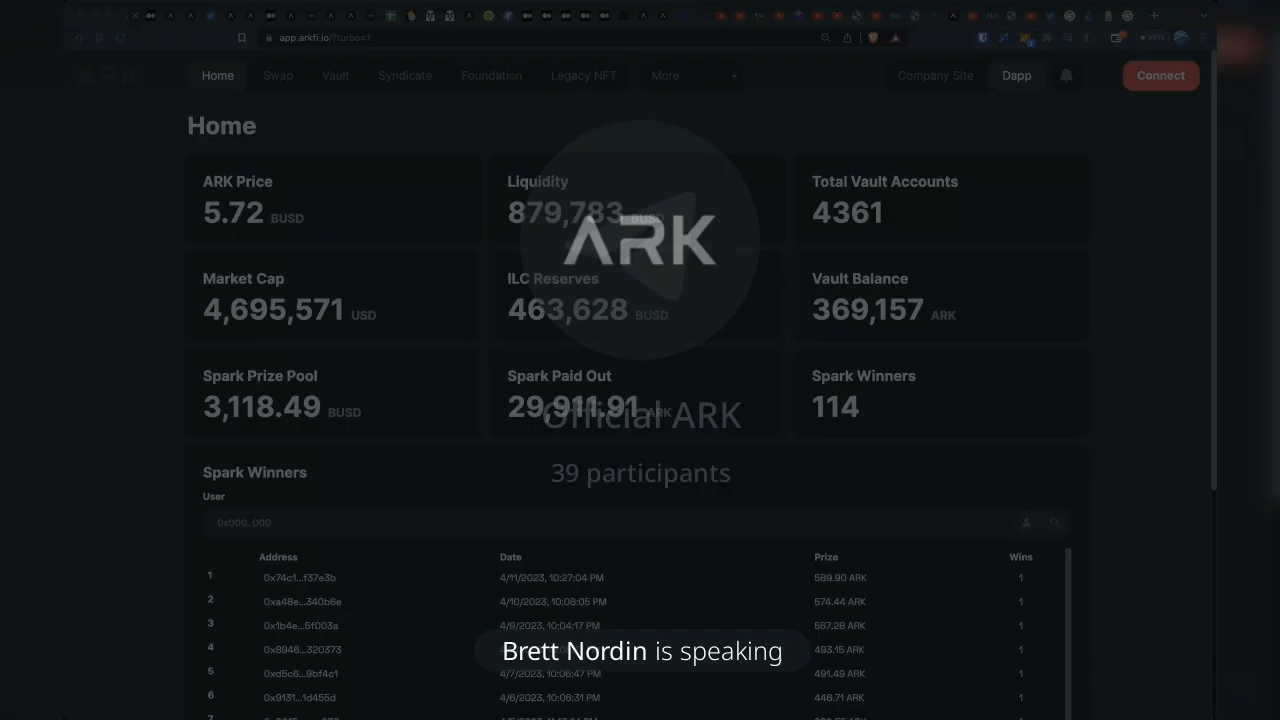 app.arkfi.io/?turbo=1
VPN
ARK
Home
Swap
Vault
Syndicate
Foundation
Legacy NFT
More
Company Site
Dapp
Connect
Home
ARK Price
5.72 BUSD
Liquidity
879,783 BUSD
Total Vault Accounts
4361
ARK
Market Cap
4,695,571 USD
ILC Reserves
463,628 BUSD
Vault Balance
369,157 ARK
Spark Prize Pool
3,118.49 BUSD
Spark Paid Out
29,911.91 ARK
Spark Winners
114
Official ARK
39 participants
Spark Winners
User
0x000..000
Address Date Prize Wins
1 0x74c1...f37e3b 4/11/2023, 10:27:04 PM 589.90 ARK 1
2 0xa48e...340b6e 4/10/2023, 10:08:05 PM 574.44 ARK 1
3 0x1b4e...5f003a 4/9/2023, 10:04:17 PM 567.28 ARK 1
4 0x8946...320373 493.15 ARK 1
Brett Nordin is speaking
5 0xd5c6...9bf4c1 4/7/2023, 10:06:47 PM 491.49 ARK 1
6 0x9131...1d455d 4/6/2023, 10:06:31 PM 446.71 ARK 1
7